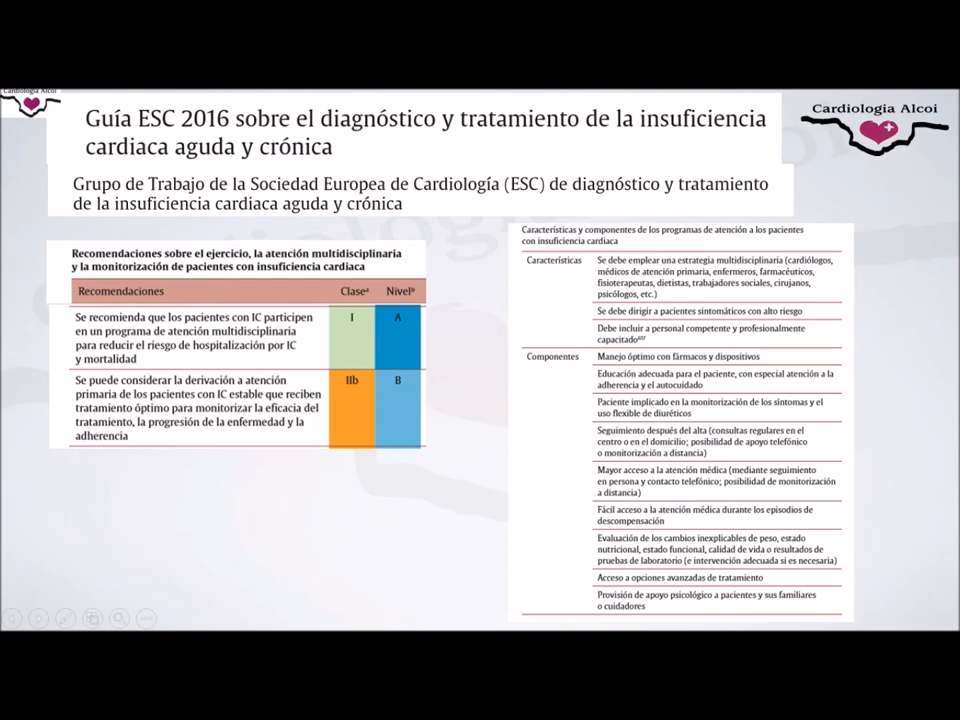 Cardiologia Alcoi
Cardiologia Alcoi
Guía ESC 2016 sobre el diagnóstico y tratamiento de la insuficiencia
cardiaca aguda y crónica
Grupo de Trabajo de la Sociedad Europea de Cardiología (ESC) de diagnóstico y tratamiento
de la insuficiencia cardiaca aguda y crónica
Recomendaciones sobre el ejercicio, la atención multidisciplinaria
y la monitorización de pacientes con insuficiencia cardiaca
Recomendaciones Claseᵃ Nivelᵇ
Se recomienda que los pacientes con IC participen I A
en un programa de atención multidisciplinaria
para reducir el riesgo de hospitalización por IC
y mortalidad
Se puede considerar la derivación a atención IIb B
primaria de los pacientes con IC estable que reciben
tratamiento óptimo para monitorizar la eficacia del
tratamiento, la progresión de la enfermedad y la
adherencia
Características y componentes de los programas de atención a los pacientes
con insuficiencia cardiaca
Características Se debe emplear una estrategia multidisciplinaria (cardiólogos,
médicos de atención primaria, enfermeros, farmacéuticos,
fisioterapeutas, dietistas, trabajadores sociales, cirujanos,
psicólogos, etc.)
Se debe dirigir a pacientes sintomáticos con alto riesgo
Debe incluir a personal competente y profesionalmente
capacitado
Componentes Manejo óptimo con fármacos y dispositivos
Educación adecuada para el paciente, con especial atención a la
adherencia y el autocuidado
Paciente implicado en la monitorización de los síntomas y el
uso flexible de diuréticos
Seguimiento después del alta (consultas regulares en el
centro o en el domicilio; posibilidad de apoyo telefónico
o monitorización a distancia)
Mayor acceso a la atención médica (mediante seguimiento
en persona y contacto telefónico; posibilidad de monitorización
a distancia)
Fácil acceso a la atención médica durante los episodios de
descompensación
Evaluación de los cambios inexplicables de peso, estado
nutricional, estado funcional, calidad de vida o resultados de
pruebas de laboratorio (e intervención adecuada si es necesaria)
Acceso a opciones avanzadas de tratamiento
Provisión de apoyo psicológico a pacientes y sus familiares
o cuidadores